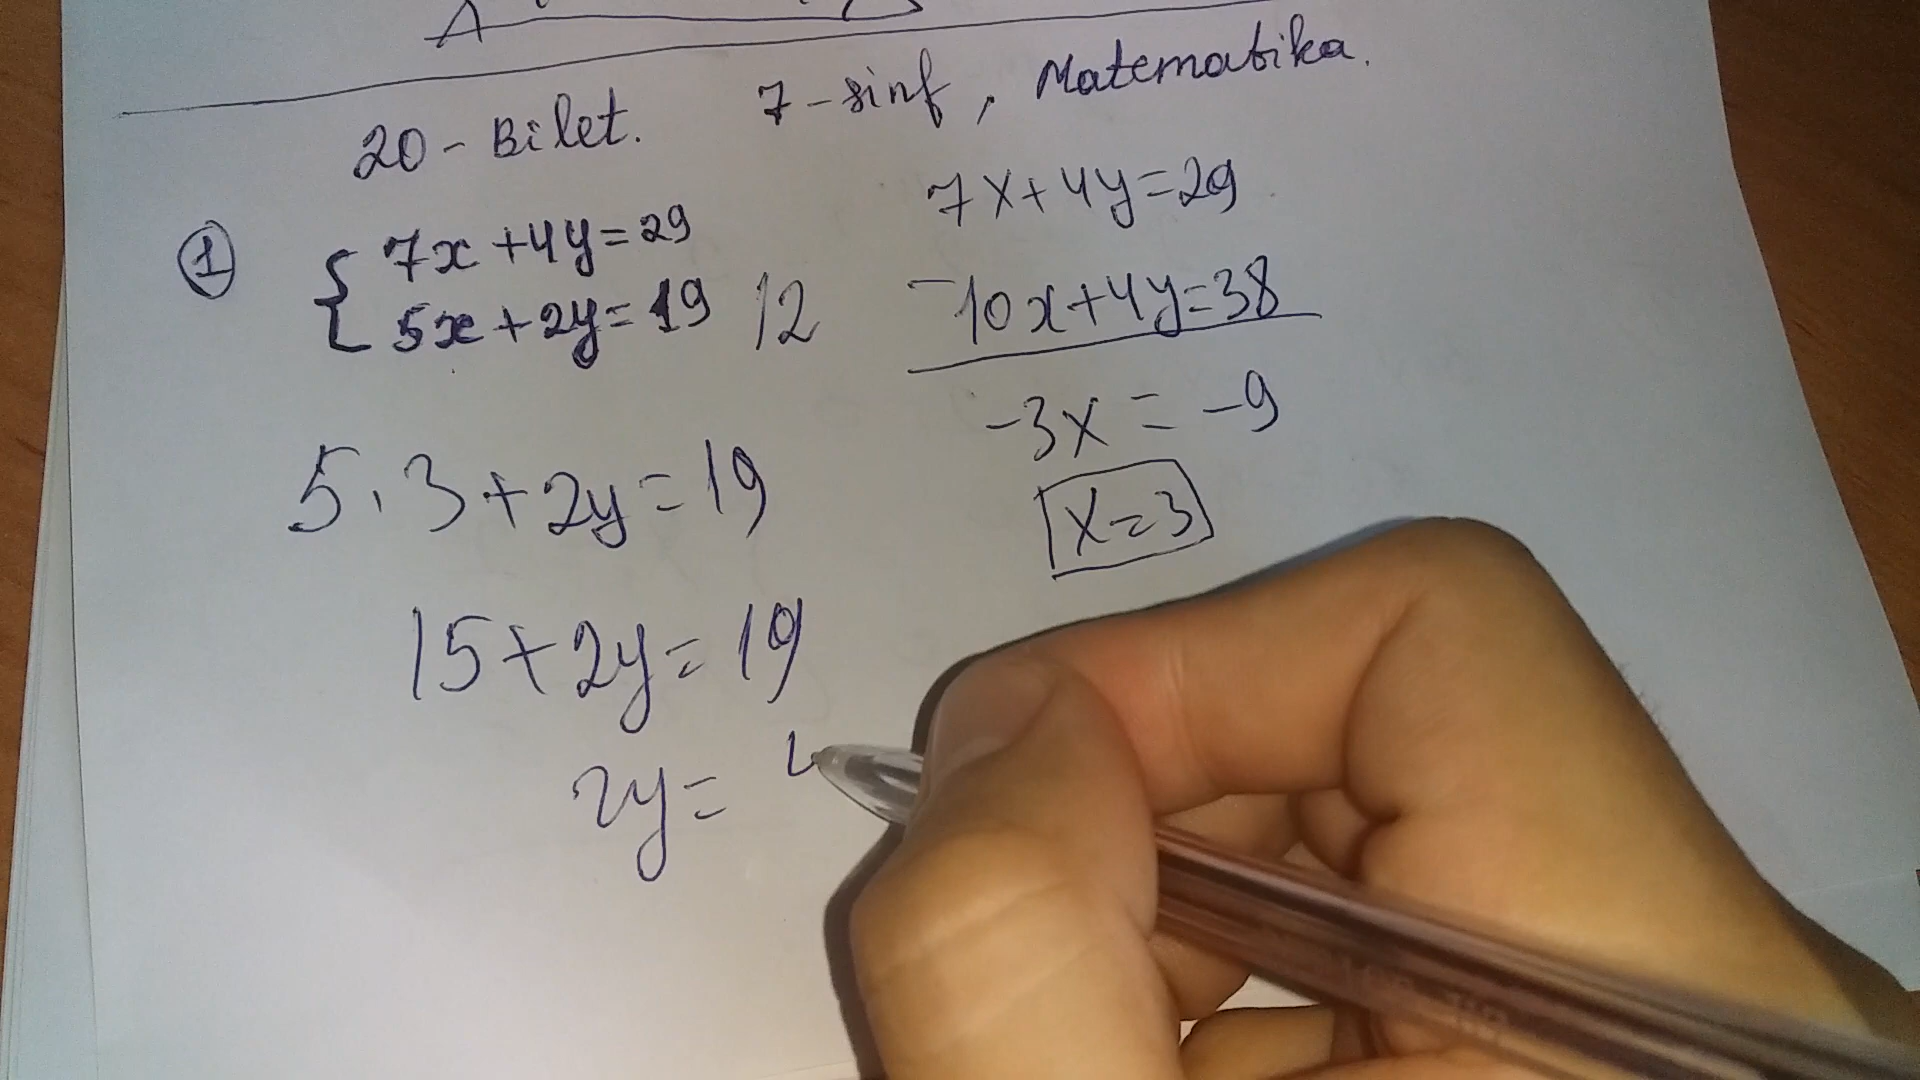 A
20 - Bilet. 7 - sinf, Matematika.
1
7x + 4y = 29
5x + 2y = 19 /2
7x + 4y = 29
- 10x + 4y = 38
-3x = -9
x = 3
5 · 3 + 2y = 19
15 + 2y = 19
2y =